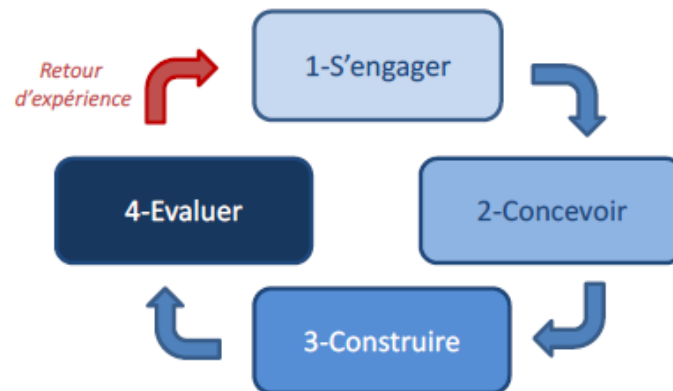 1-S'engager
Retour
d'expérience
4-Evaluer
2-Concevoir
3-Construire